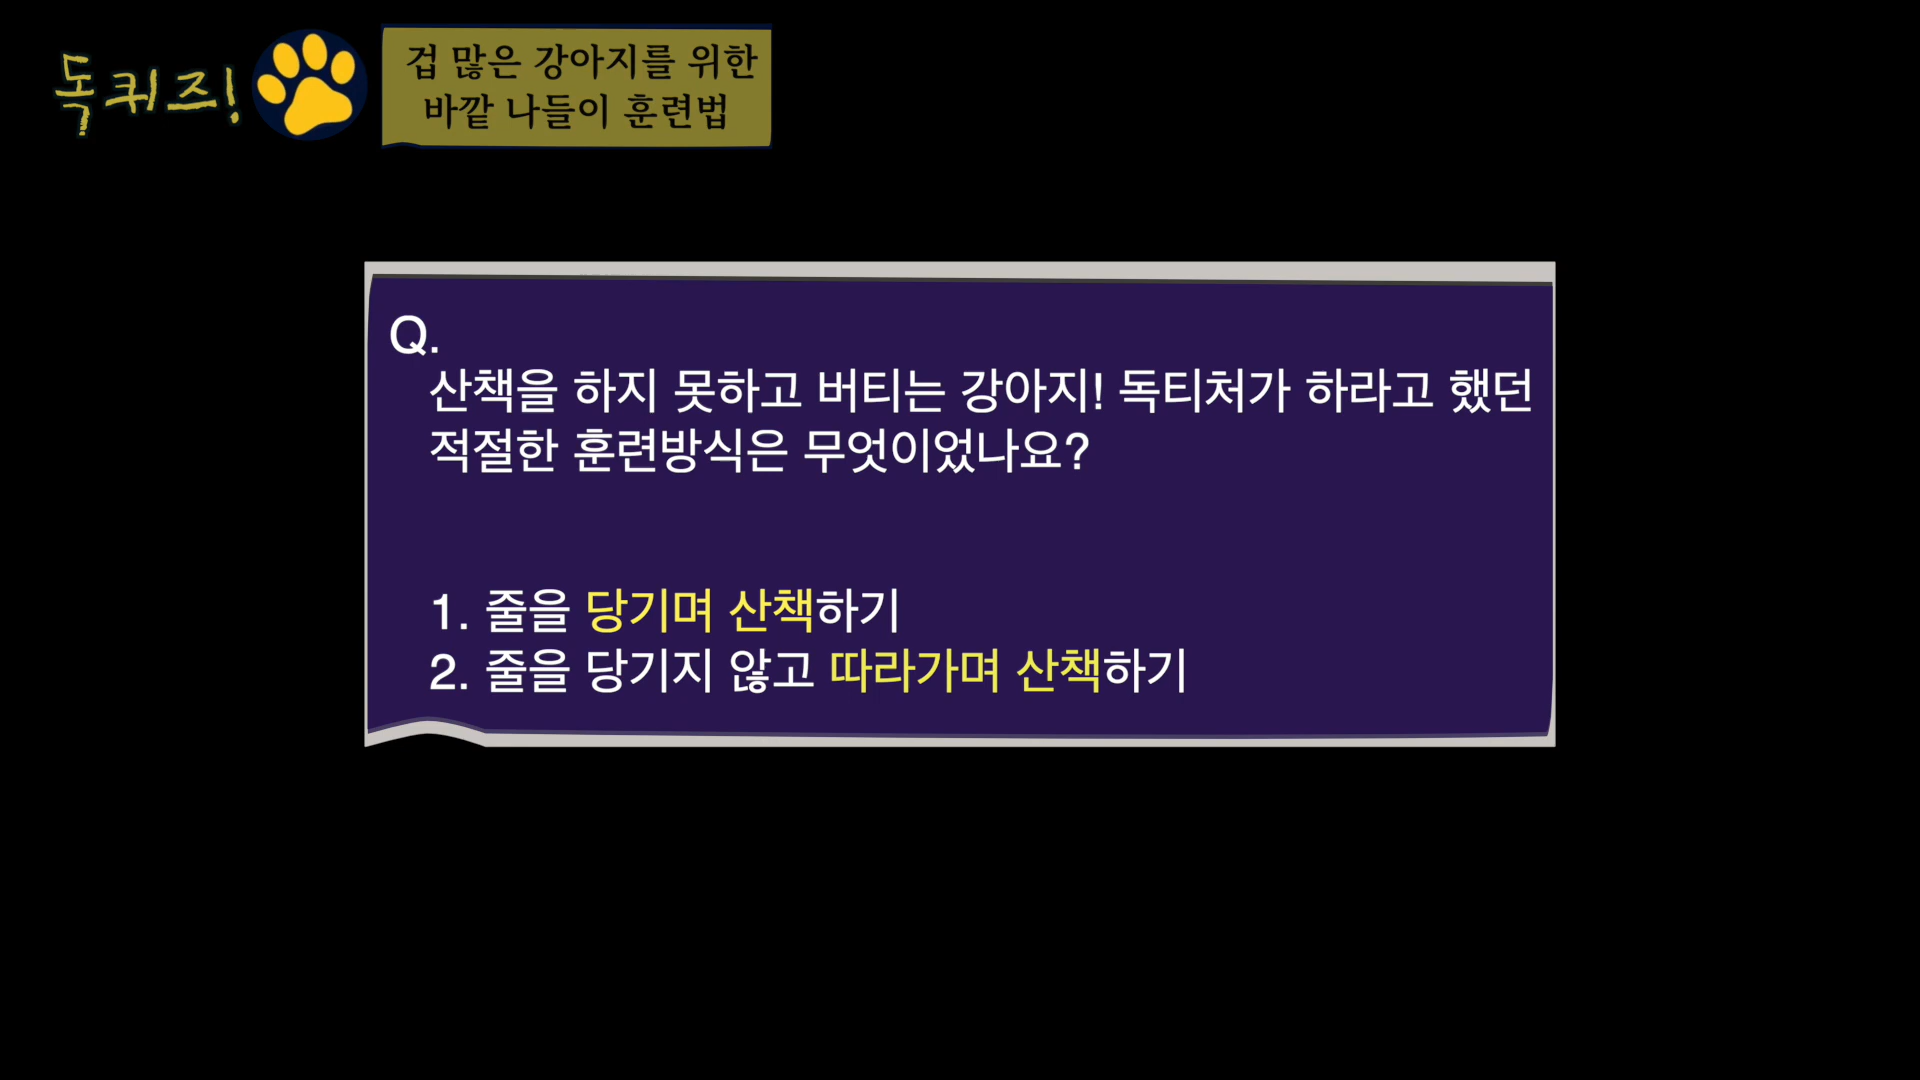 독퀴즈!
겁 많은 강아지를 위한
바깥 나들이 훈련법
Q.
산책을 하지 못하고 버티는 강아지! 독티처가 하라고 했던
적절한 훈련방식은 무엇이었나요?
1. 줄을 당기며 산책하기
2. 줄을 당기지 않고 따라가며 산책하기